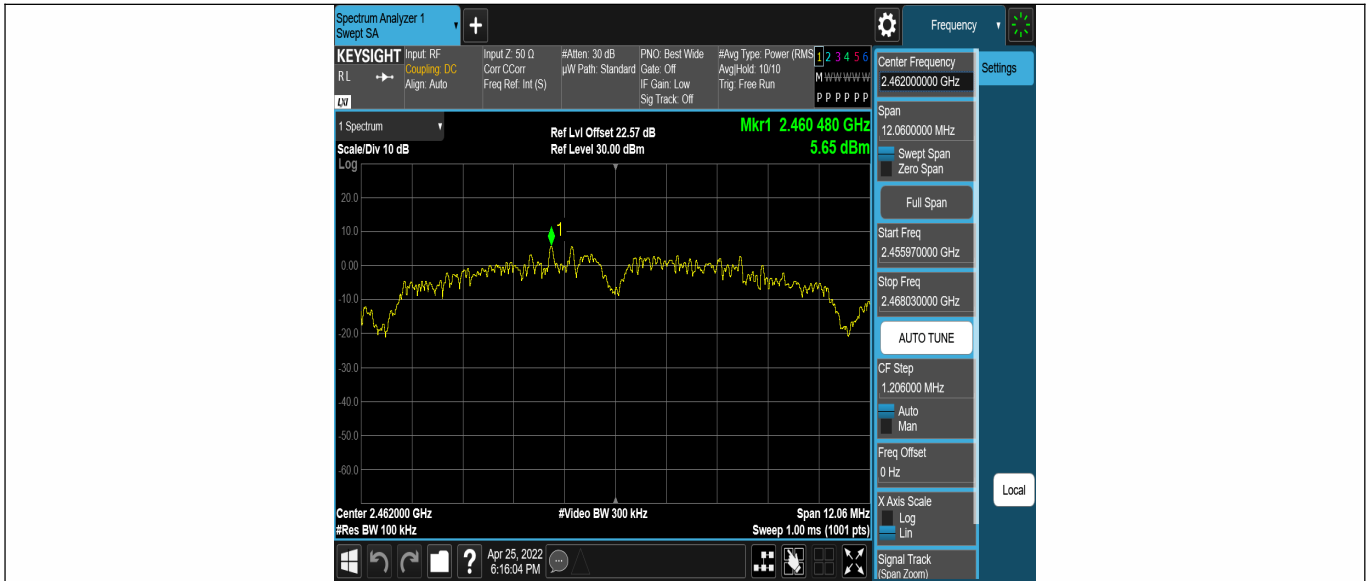 Spectrum Analyzer 1
Swept SA
Frequency
KEYSIGHT
RL
LXI
Input: RF
Coupling: DC
Align: Auto
Input Z: 50 Ω
Corr CCorr
Freq Ref: Int (S)
#Atten: 30 dB
µW Path: Standard
PNO: Best Wide
Gate: Off
IF Gain: Low
Sig Track: Off
#Avg Type: Power (RMS
Avg|Hold: 10/10
Trig: Free Run
1 2 3 4 5 6
M W W W W W
P P P P P P
1 Spectrum
Scale/Div 10 dB
Log
Ref Lvl Offset 22.57 dB
Ref Level 30.00 dBm
Mkr1 2.460 480 GHz
5.65 dBm
20.0
10.0
0.00
-10.0
-20.0
-30.0
-40.0
-50.0
-60.0
1
Center 2.462000 GHz
#Res BW 100 kHz
#Video BW 300 kHz
Span 12.06 MHz
Sweep 1.00 ms (1001 pts)
Apr 25, 2022
6:16:04 PM
Center Frequency
2.462000000 GHz
Settings
Span
12.0600000 MHz
Swept Span
Zero Span
Full Span
Start Freq
2.455970000 GHz
Stop Freq
2.468030000 GHz
AUTO TUNE
CF Step
1.206000 MHz
Auto
Man
Freq Offset
0 Hz
X Axis Scale
Log
Lin
Local
Signal Track
(Span Zoom)